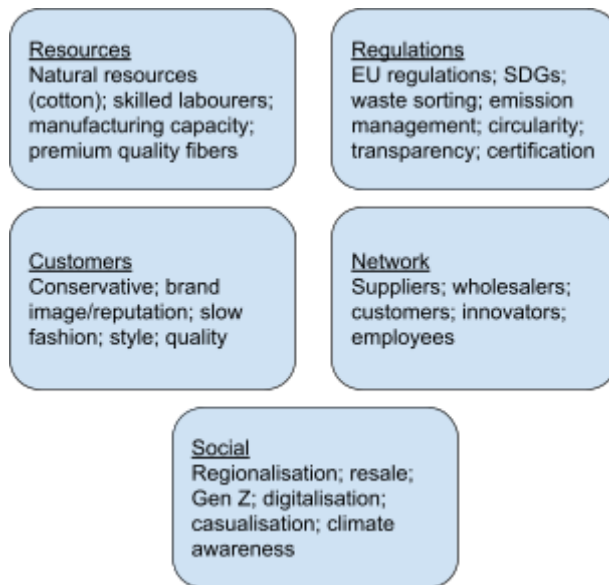 Resources
Natural resources
(cotton); skilled labourers;
manufacturing capacity;
premium quality fibers
Regulations
EU regulations; SDGs;
waste sorting; emission
management; circularity;
transparency; certification
Customers
Conservative; brand
image/reputation; slow
fashion; style; quality
Network
Suppliers; wholesalers;
customers; innovators;
employees
Social
Regionalisation; resale;
Gen Z; digitalisation;
casualisation; climate
awareness